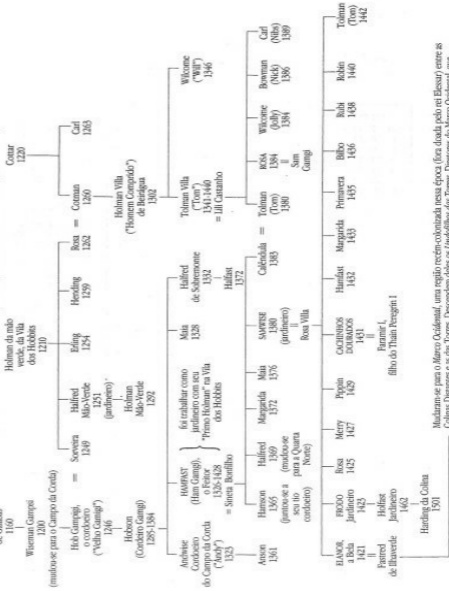 1160
Wiseman Gampi
1200
(mudou-se para o Campo da Corda)
Hob Gampigi,
o cordoeiro
("Velho Gamgi")
1246
=
Sorveira
1249
Hobson
(Cordeiro Gamgi)
1285-1384
Holman da mão
verde, da Vila
dos Hobbits
1210
Halfred
Mão-Verde
1251
(jardineiro)
Holman
Mão-Verde
1292
Erling
1254
Hending
1259
Rosa
1262
=
Cotman
1260
Cottar
1220
Carl
1263
Holman Villa
("Homem Comprido")
de Beirágua
1302
Andwise
Cordoeiro
do Campo da Corda
("Andy")
1323
HAMFAST
(Ham Gamgi),
o Feitor
1326-1428
= Sineta Bonfilho
foi trabalhar como
jardineiro com seu
"Primo Holman" na Vila
dos Hobbits
Maia
1328
Halfred
de Sobremonte
1332
Halfast
1372
Tolman Villa
("Tom")
1341-1440
= Lili Castanho
Wilcome
("Will")
1346
Anson
1361
Hamson
1365
(juntou-se a
seu tio
cordoeiro)
Halfred
1369
(mudou-se
para a Quarta
Norte)
Margarida
1372
Maia
1376
SAMWISE
1380
(jardineiro)
=
Rosa Villa
Calêndula
1383
=
Tolman
(Tom)
1380
ROSA
1384
=
Sam
Gamgi
Wilcome
(Jolly)
1384
Bowman
(Nick)
1386
Carl
(Nibs)
1389
ELANOR,
a Bela
1421
=
Fastred
de Ilhaverde
FRODO
Jardineiro
1423
Holfast
Jardineiro
1462
Harding da Colina
1501
Rosa
1425
Merry
1427
Pippin
1429
CACHINHOS
DOURADOS
1431
=
Faramir I,
filho do Thain Peregrin I
Hamfast
1432
Margarida
1433
Primavera
1435
Bilbo
1436
Rubi
1438
Robin
1440
Tolman
(Tom)
1442
Mudaram-se para o Marco Ocidental, uma região recém-colonizada nessa época (fora doada pelo rei Elessar) entre as